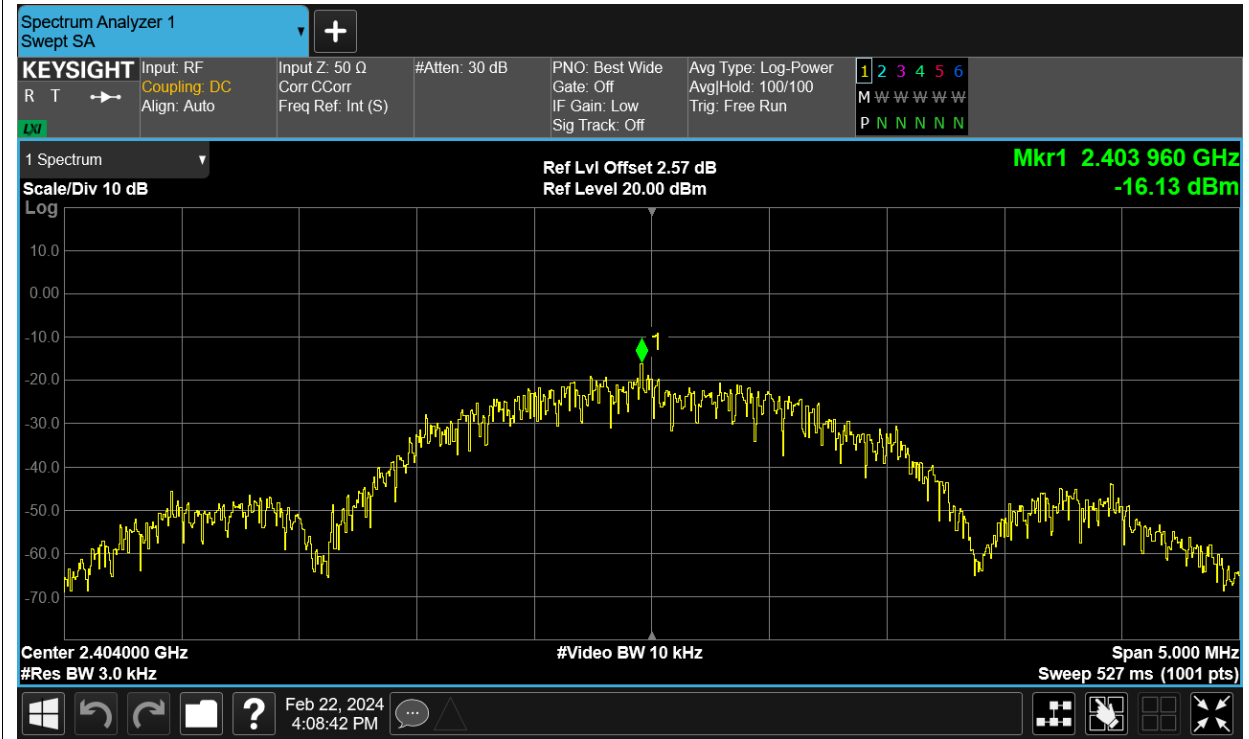 Spectrum Analyzer 1
Swept SA
KEYSIGHT
R T
LXI
Input: RF
Coupling: DC
Align: Auto
Input Z: 50 Ω
Corr CCorr
Freq Ref: Int (S)
#Atten: 30 dB
PNO: Best Wide
Gate: Off
IF Gain: Low
Sig Track: Off
Avg Type: Log-Power
Avg|Hold: 100/100
Trig: Free Run
1 2 3 4 5 6
M W W W W W
P N N N N N
1 Spectrum
Scale/Div 10 dB
Log
Ref Lvl Offset 2.57 dB
Ref Level 20.00 dBm
Mkr1 2.403 960 GHz
-16.13 dBm
10.0
0.00
-10.0
1
-20.0
-30.0
-40.0
-50.0
-60.0
-70.0
Center 2.404000 GHz
#Video BW 10 kHz
Span 5.000 MHz
#Res BW 3.0 kHz
Sweep 527 ms (1001 pts)
?
Feb 22, 2024
4:08:42 PM